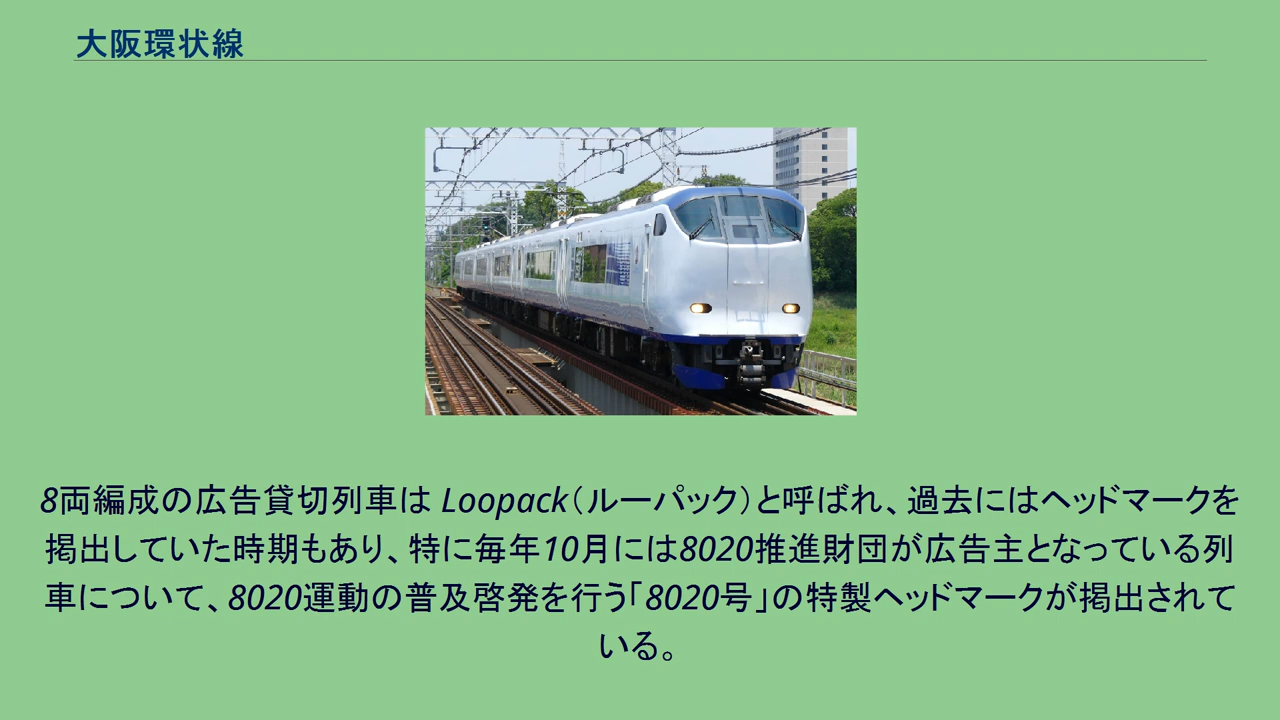 大阪環状線
8両編成の広告貸切列車は Loopack（ルーパック）と呼ばれ、過去にはヘッドマークを
掲出していた時期もあり、特に毎年10月には8020推進財団が広告主となっている列
車について、8020運動の普及啓発を行う「8020号」の特製ヘッドマークが掲出されて
いる。